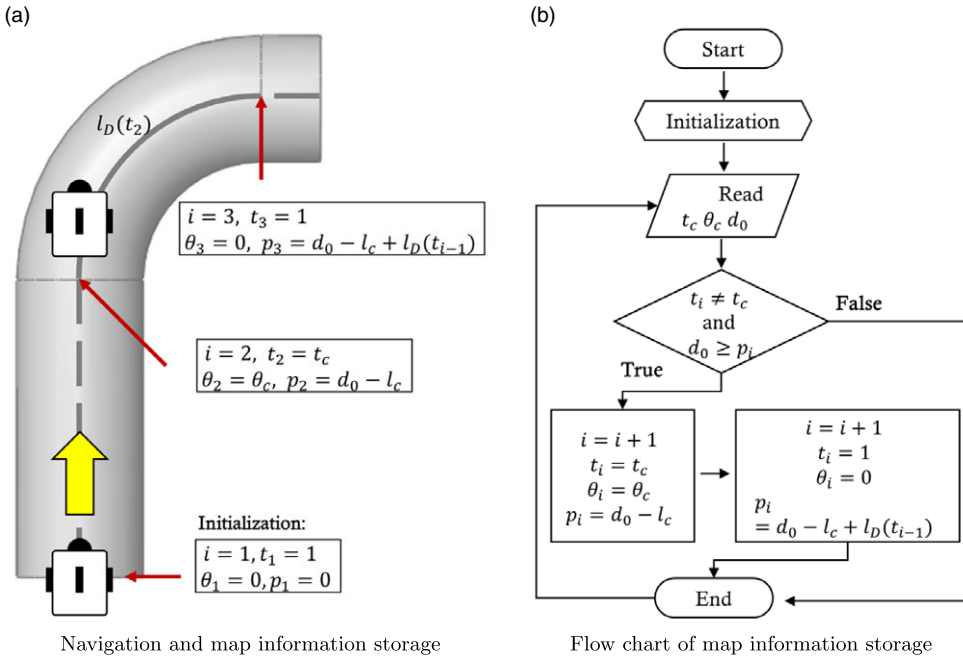 (a)
l_D(t_2)
i = 3, t_3 = 1
θ_3 = 0, p_3 = d_0 − l_c + l_D(t_{i−1})
i = 2, t_2 = t_c
θ_2 = θ_c, p_2 = d_0 − l_c
Initialization:
i = 1, t_1 = 1
θ_1 = 0, p_1 = 0
Navigation and map information storage
(b)
Start
Initialization
Read
t_c θ_c d_0
t_i ≠ t_c
and
d_0 ≥ p_i
False
True
i = i + 1
t_i = t_c
θ_i = θ_c
p_i = d_0 − l_c
i = i + 1
t_i = 1
θ_i = 0
p_i
= d_0 − l_c + l_D(t_{i−1})
End
Flow chart of map information storage